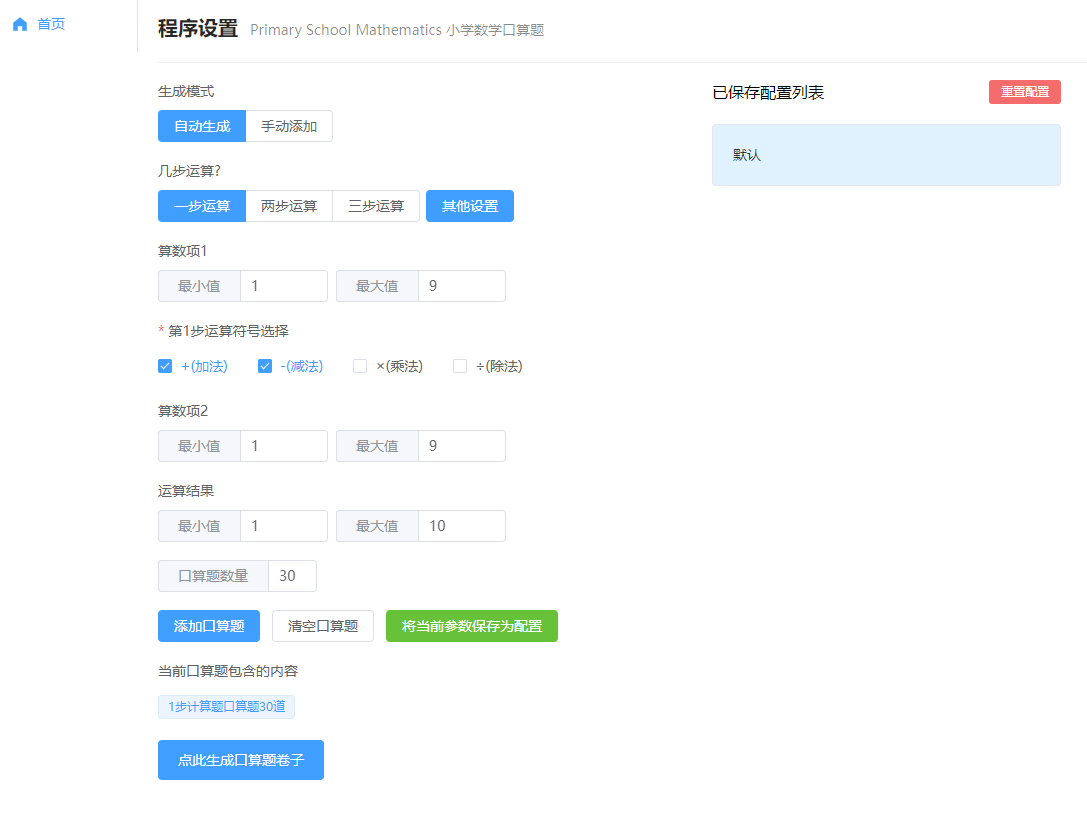 首页
程序设置 Primary School Mathematics 小学数学口算题
生成模式
自动生成 手动添加
几步运算?
一步运算 两步运算 三步运算 其他设置
算数项1
最小值 1 最大值 9
* 第1步运算符号选择
+(加法) -(减法) ×(乘法) ÷(除法)
算数项2
最小值 1 最大值 9
运算结果
最小值 1 最大值 10
口算题数量 30
添加口算题 清空口算题 将当前参数保存为配置
当前口算题包含的内容
1步计算题口算题30道
点此生成口算题卷子
已保存配置列表 重置配置
默认